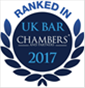 RANKED IN
UK BAR
CHAMBERS
2017